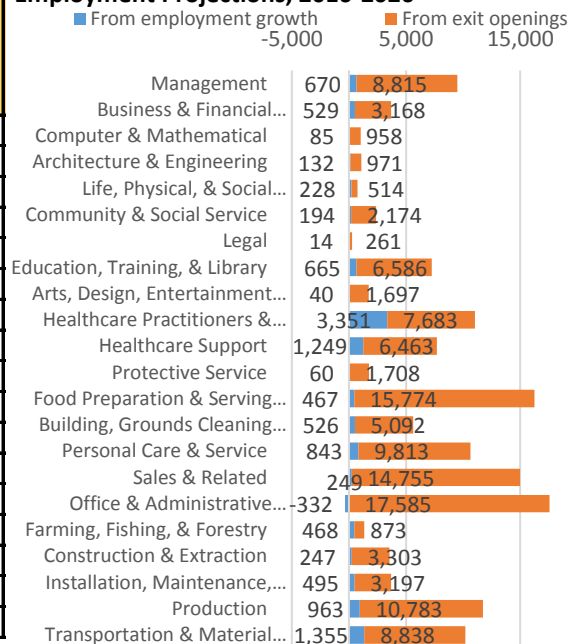 Employment Projections, 2016-2026
From employment growth From exit openings
-5,000 5,000 15,000
Management 670 8,815
Business & Financial... 529 3,168
Computer & Mathematical 85 958
Architecture & Engineering 132 971
Life, Physical, & Social... 228 514
Community & Social Service 194 2,174
Legal 14 261
Education, Training, & Library 665 6,586
Arts, Design, Entertainment... 40 1,697
Healthcare Practitioners &... 3,351 7,683
Healthcare Support 1,249 6,463
Protective Service 60 1,708
Food Preparation & Serving... 467 15,774
Building, Grounds Cleaning... 526 5,092
Personal Care & Service 843 9,813
Sales & Related 249 14,755
Office & Administrative... -332 17,585
Farming, Fishing, & Forestry 468 873
Construction & Extraction 247 3,303
Installation, Maintenance,... 495 3,197
Production 963 10,783
Transportation & Material... 1,355 8,838